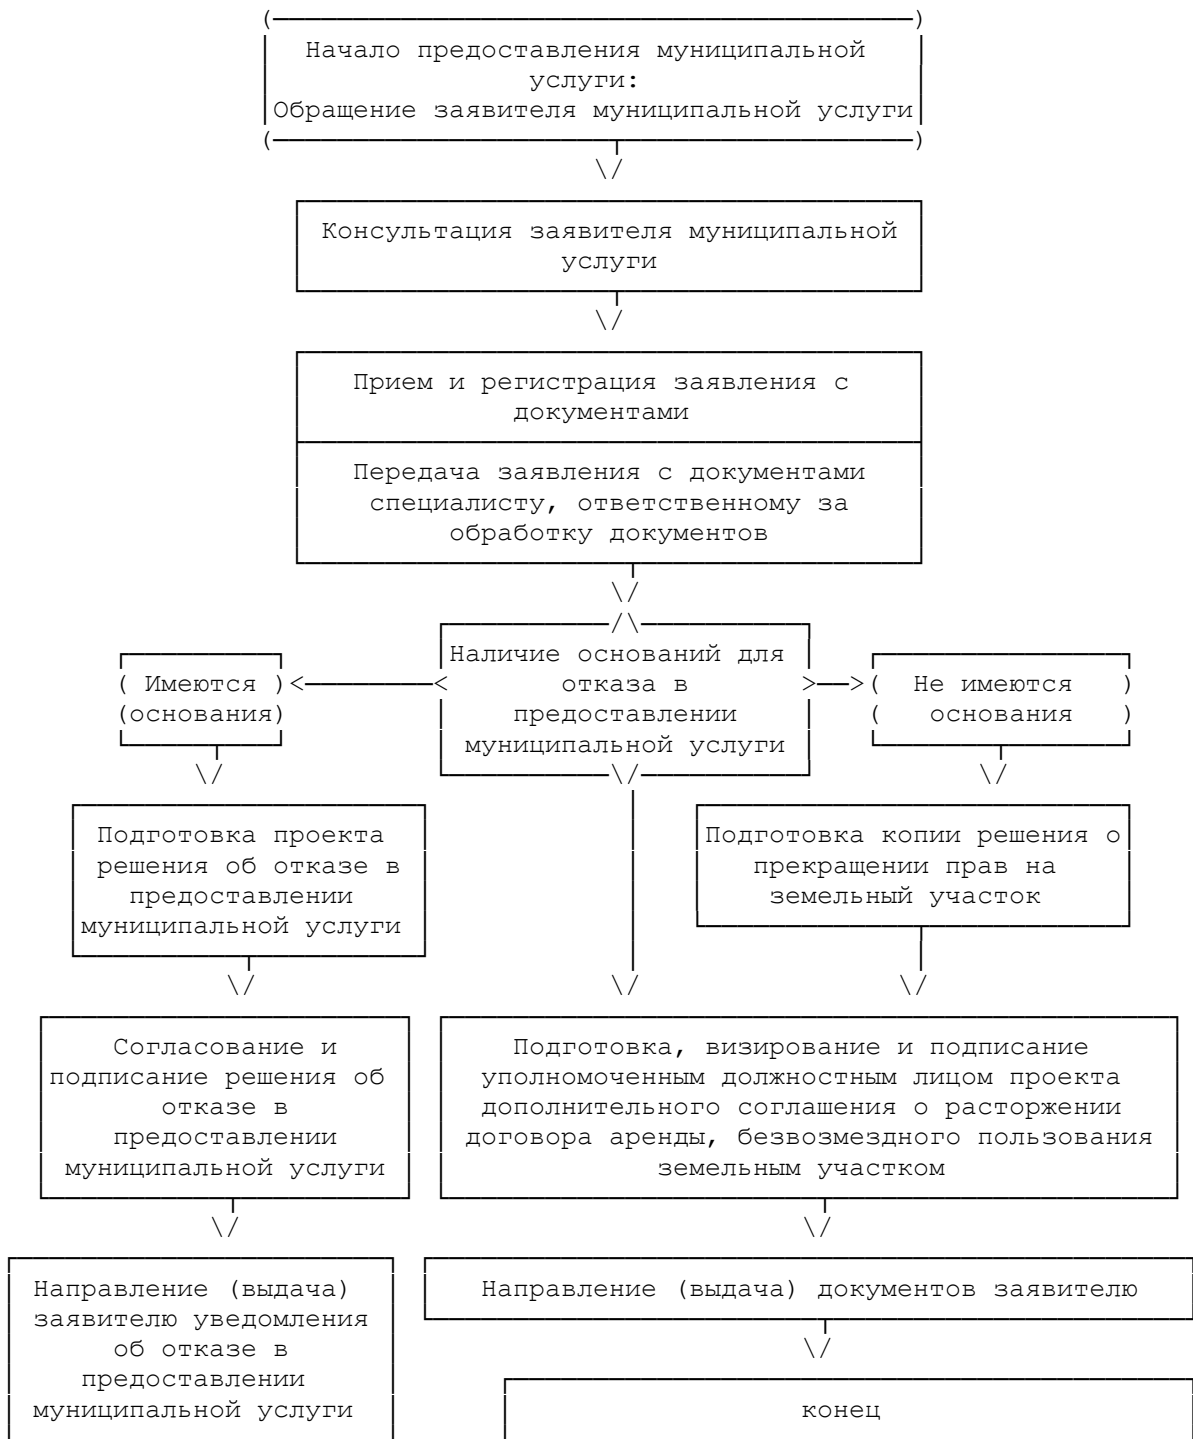 Начало предоставления муниципальной
услуги:
Обращение заявителя муниципальной услуги
Консультация заявителя муниципальной
услуги
Прием и регистрация заявления с
документами
Передача заявления с документами
специалисту, ответственному за
обработку документов
Наличие оснований для
отказа в
предоставлении
муниципальной услуги
( Имеются )
(основания)
( Не имеются )
( основания )
Подготовка проекта
решения об отказе в
предоставлении
муниципальной услуги
Подготовка копии решения о
прекращении прав на
земельный участок
Согласование и
подписание решения об
отказе в
предоставлении
муниципальной услуги
Подготовка, визирование и подписание
уполномоченным должностным лицом проекта
дополнительного соглашения о расторжении
договора аренды, безвозмездного пользования
земельным участком
Направление (выдача)
заявителю уведомления
об отказе в
предоставлении
муниципальной услуги
Направление (выдача) документов заявителю
конец